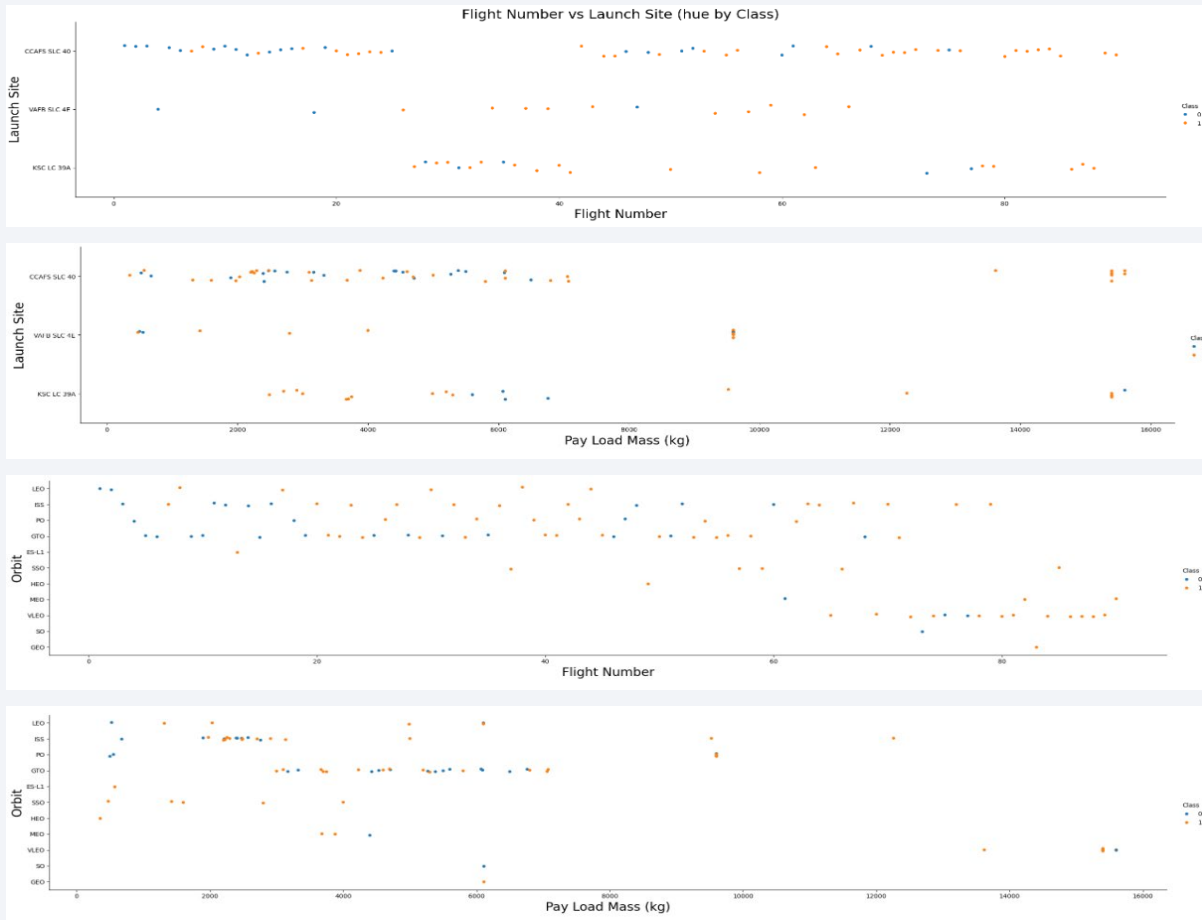 Flight Number vs Launch Site (hue by Class)
Launch Site
CCAFS SLC 40
VAFB SLC 4E
KSC LC 39A
0 20 40 60 80
Flight Number
Class
0
1
Launch Site
CCAFS SLC 40
VAFB SLC 4E
KSC LC 39A
0 2000 4000 6000 8000 10000 12000 14000 16000
Pay Load Mass (kg)
Clas
Orbit
LEO
ISS
PO
GTO
ES-L1
SSO
HEO
MEO
VLEO
SO
GEO
0 20 40 60 80
Flight Number
Class
0
1
Orbit
LEO
ISS
PO
GTO
ES-L1
SSO
HEO
MEO
VLEO
SO
GEO
0 2000 4000 6000 8000 10000 12000 14000 16000
Pay Load Mass (kg)
Class
0
1